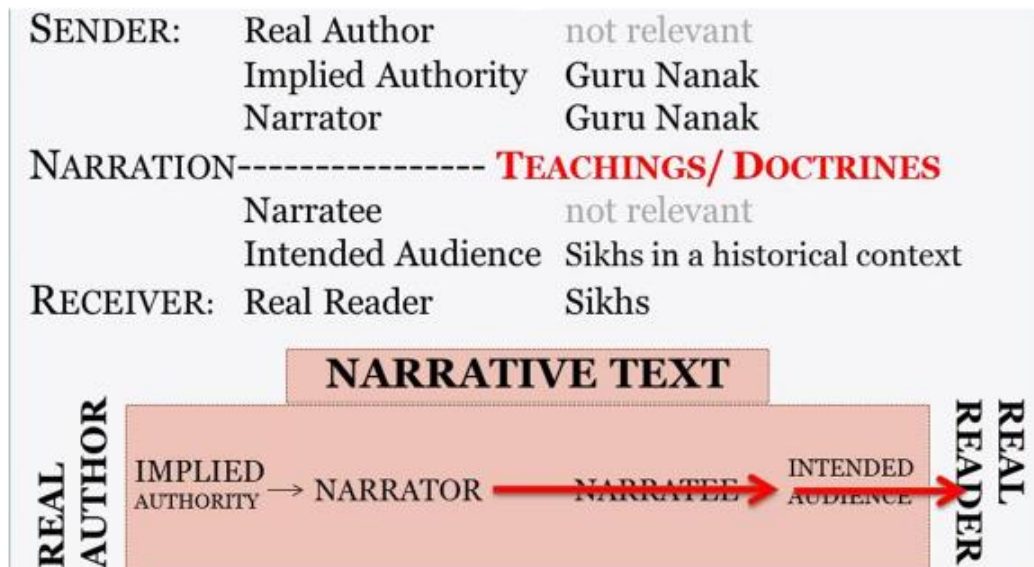 SENDER: Real Author not relevant
Implied Authority Guru Nanak
Narrator Guru Nanak
NARRATION---------------- TEACHINGS/ DOCTRINES
Narratee not relevant
Intended Audience Sikhs in a historical context
RECEIVER: Real Reader Sikhs
NARRATIVE TEXT
REAL
AUTHOR
IMPLIED
AUTHORITY
NARRATOR
NARRATEE
INTENDED
AUDIENCE
REAL
READER